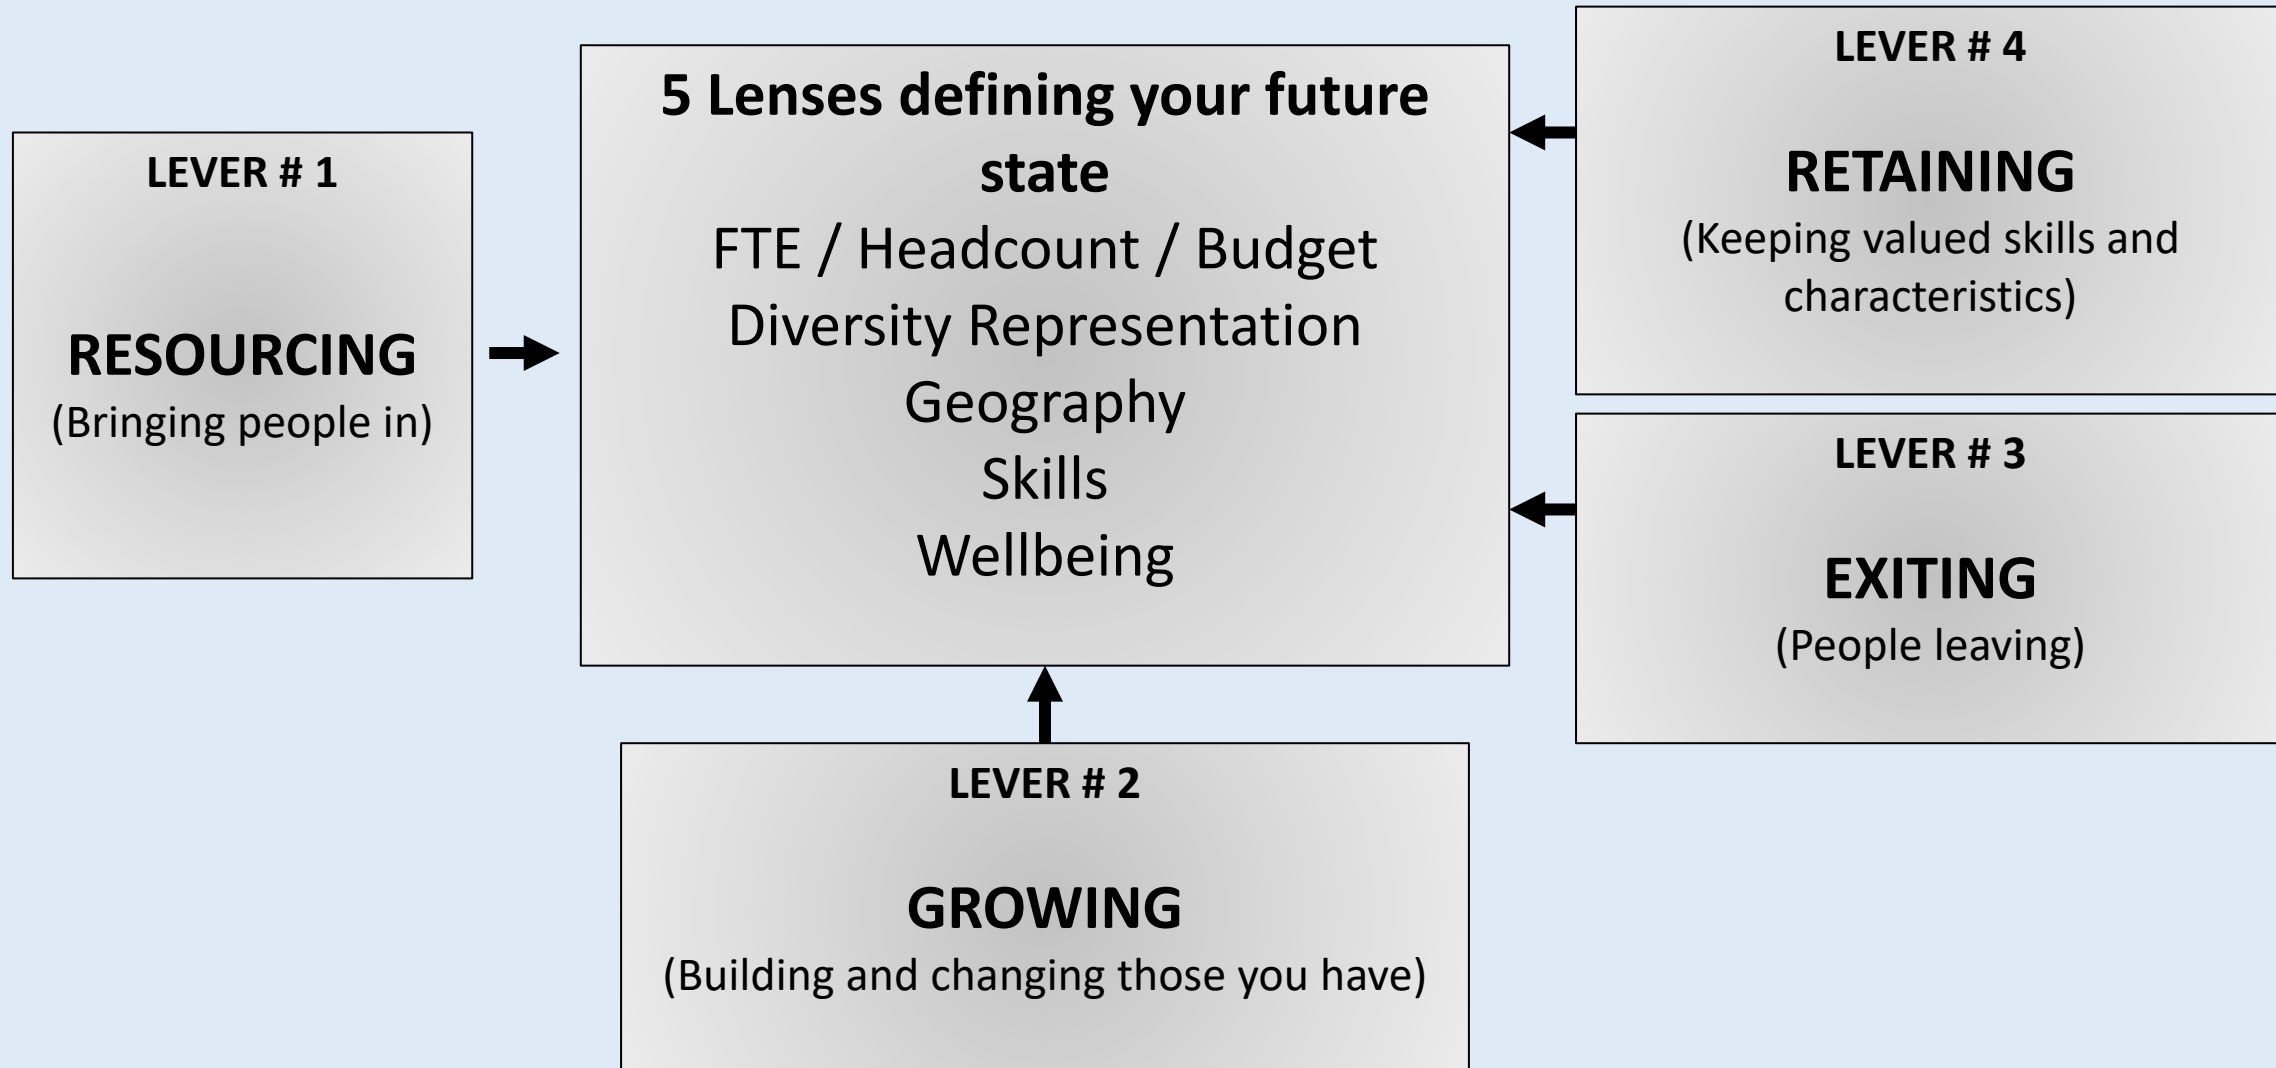 LEVER # 1
RESOURCING
(Bringing people in)
5 Lenses defining your future
state
FTE / Headcount / Budget
Diversity Representation
Geography
Skills
Wellbeing
LEVER # 4
RETAINING
(Keeping valued skills and
characteristics)
LEVER # 3
EXITING
(People leaving)
LEVER # 2
GROWING
(Building and changing those you have)